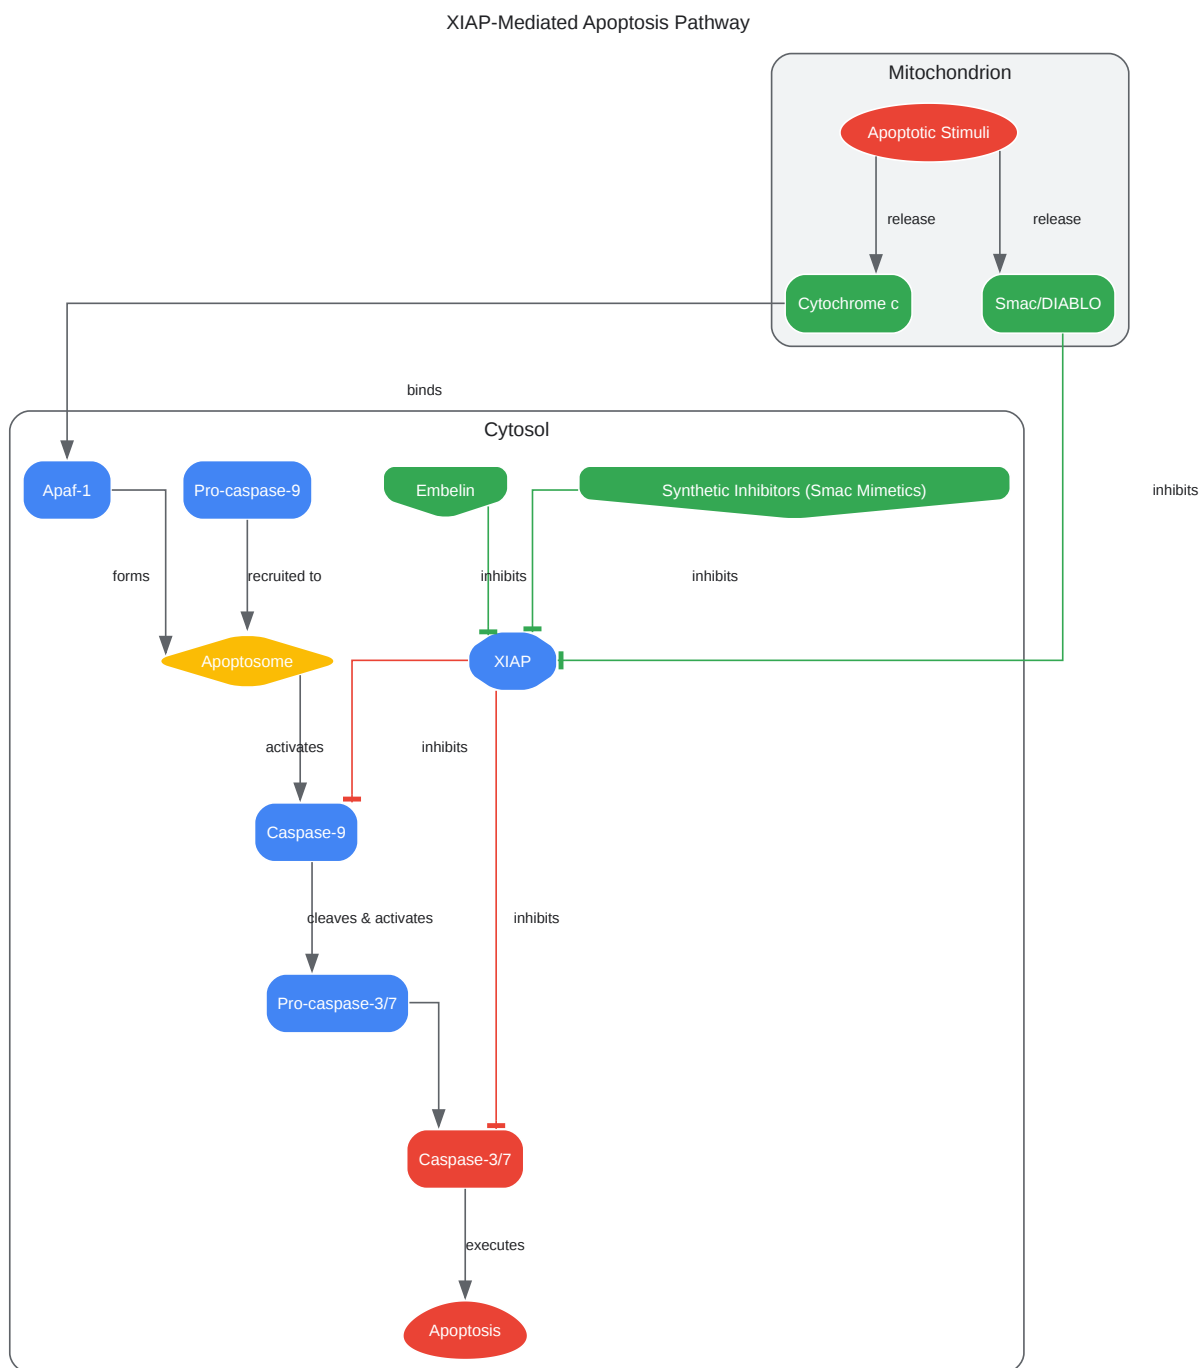 XIAP-Mediated Apoptosis Pathway
Mitochondrion
Apoptotic Stimuli
release
release
Cytochrome c
Smac/DIABLO
binds
Cytosol
Apaf-1
Pro-caspase-9
Embelin
Synthetic Inhibitors (Smac Mimetics)
inhibits
forms
recruited to
inhibits
inhibits
Apoptosome
XIAP
activates
inhibits
Caspase-9
cleaves & activates
inhibits
Pro-caspase-3/7
Caspase-3/7
executes
Apoptosis